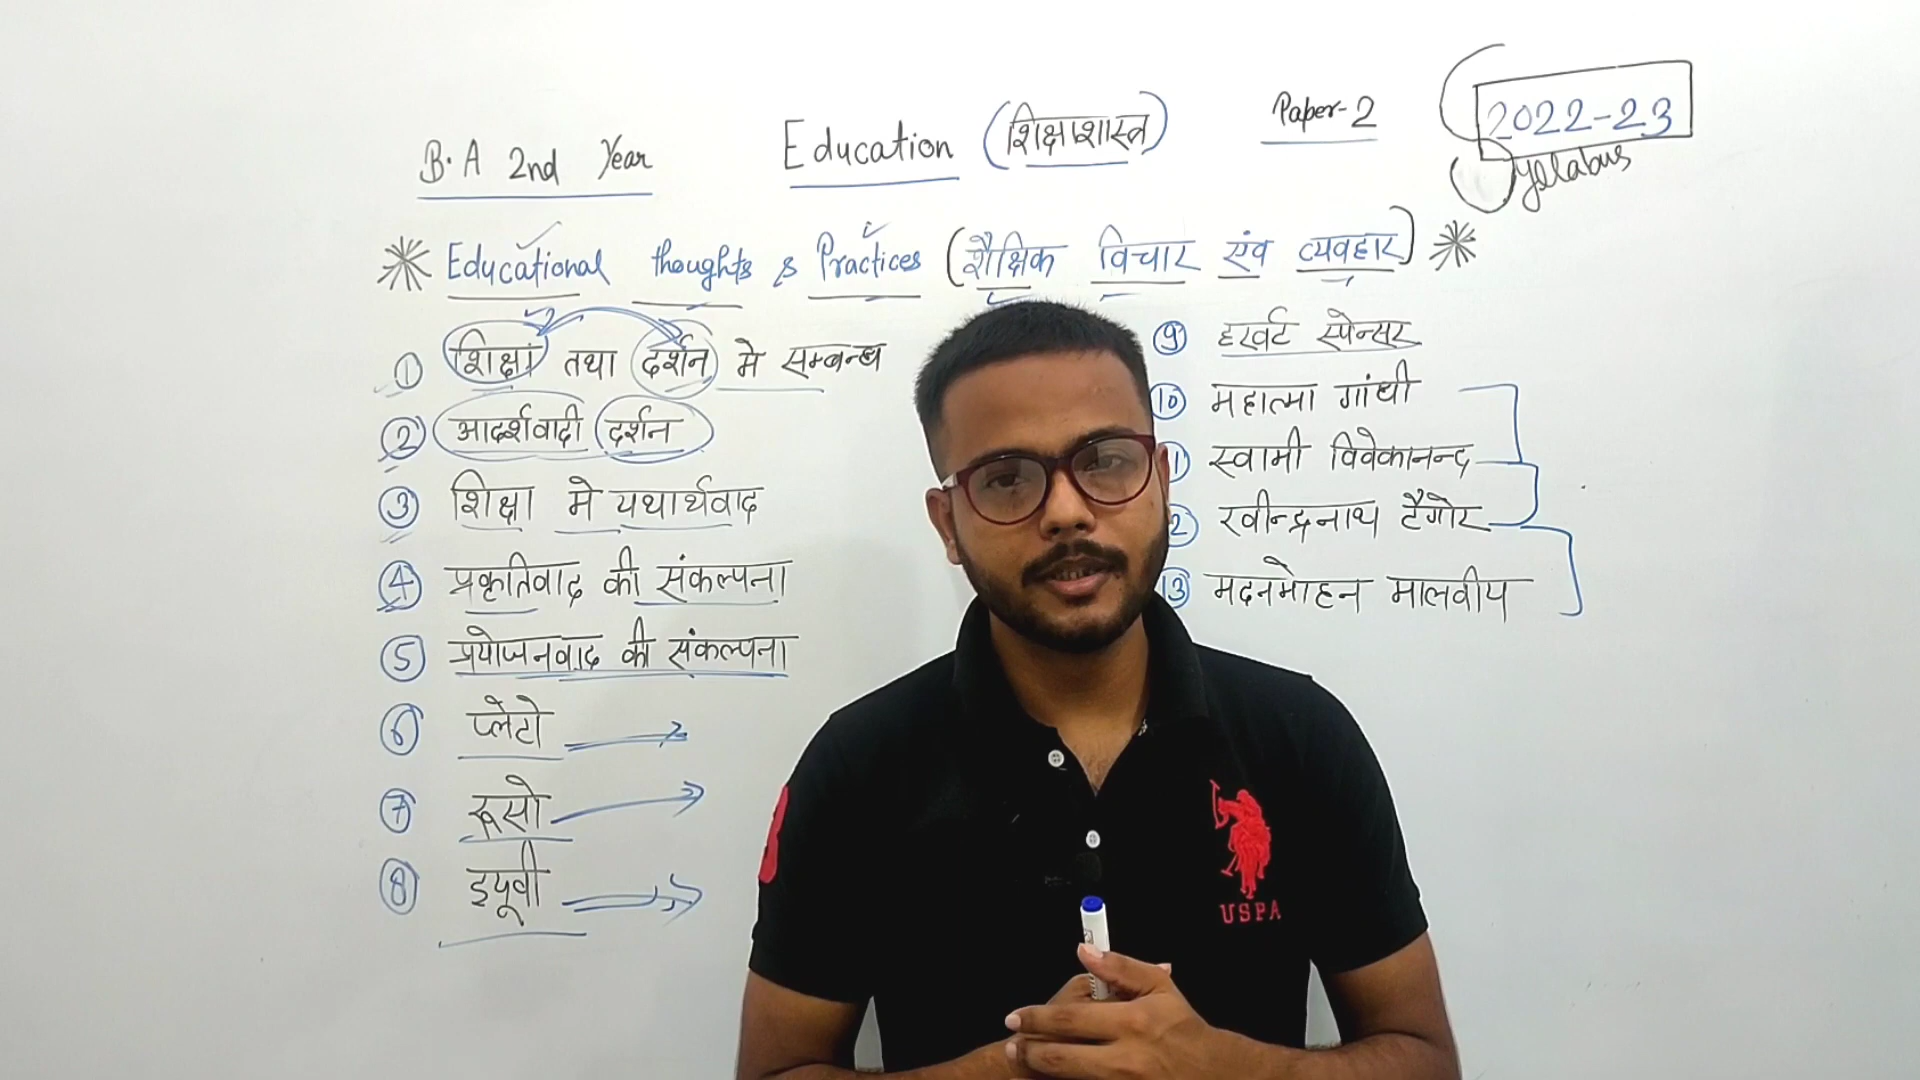 B.A 2nd Year
Education (शिक्षाशास्त्र)
Paper-2
2022-23
Syllabus
Educational thoughts & Practices (शैक्षिक विचार एंव व्यवहार)
① शिक्षा तथा दर्शन मे सम्बन्ध
② आदर्शवादी दर्शन
③ शिक्षा मे यथार्थवाद
④ प्रकृतिवाद की संकल्पना
⑤ प्रयोजनवाद की संकल्पना
⑥ प्लेटो
⑦ रूसो
⑧ ड्यूवी
⑨ हरबर्ट स्पेन्सर
⑩ महात्मा गांधी
स्वामी विवेकानन्द
रवीन्द्रनाथ टैगोर
13 मदनमोहन मालवीय
USPA